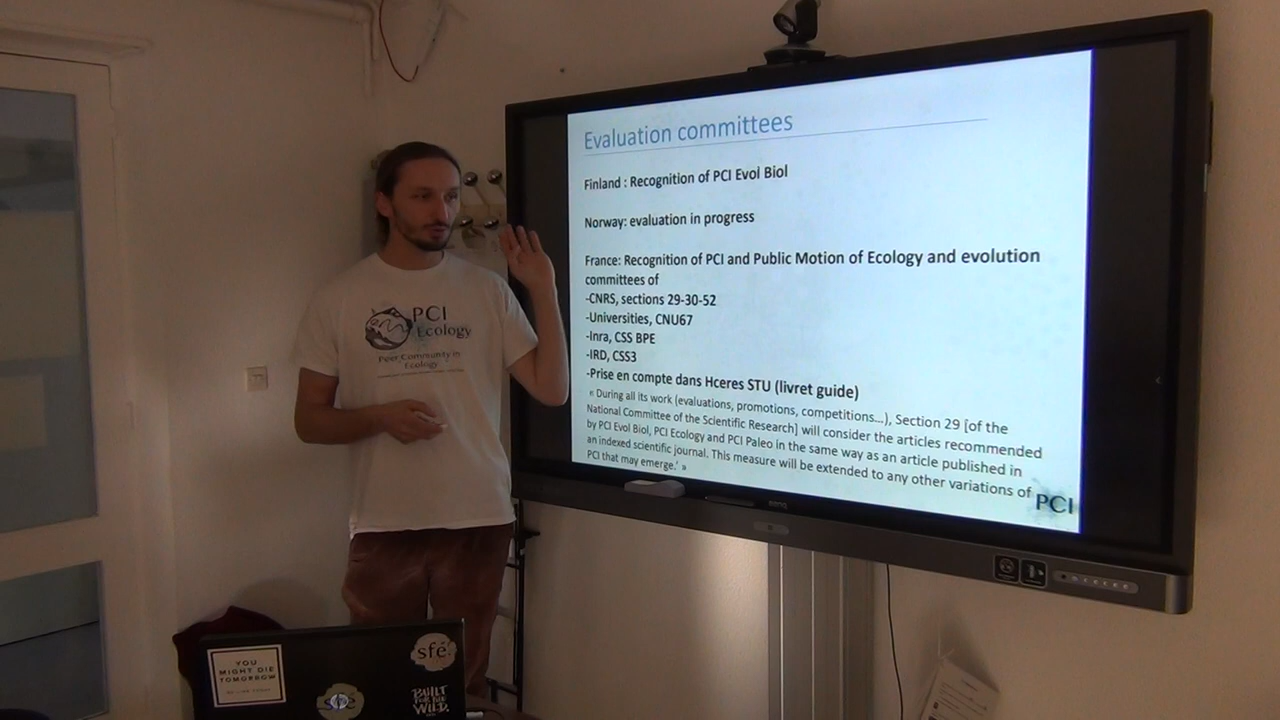 Evaluation committees
Finland : Recognition of PCI Evol Biol
Norway: evaluation in progress
France: Recognition of PCI and Public Motion of Ecology and evolution
committees of
-CNRS, sections 29-30-52
-Universities, CNU67
-Inra, CSS BPE
-IRD, CSS3
-Prise en compte dans Hceres STU (livret guide)
« During all its work (evaluations, promotions, competitions...), Section 29 [of the
National Committee of the Scientific Research] will consider the articles recommended
by PCI Evol Biol, PCI Ecology and PCI Paleo in the same way as an article published in
an indexed scientific journal. This measure will be extended to any other variations of
PCI that may emerge.' »
PCI
BenQ
PCI
Ecology
Peer Community in
Ecology
YOU
MIGHT DIE
TOMORROW
SO LIVE TODAY
sfé
sfe
BUILT
FOR THE
WILD.